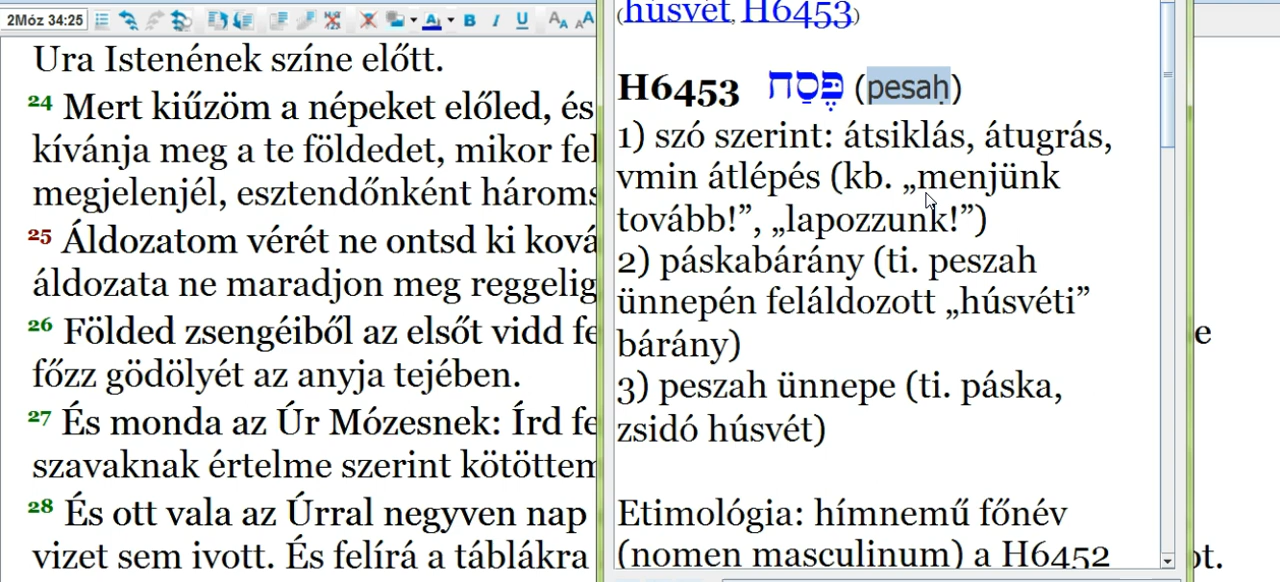 2Móz 34:25
Ura Istenének színe előtt.
24 Mert kiűzöm a népeket előled, és
kívánja meg a te földedet, mikor fel
megjelenjél, esztendőnként három
25 Áldozatom vérét ne ontsd ki ková
áldozata ne maradjon meg reggelig
26 Földed zsengéiből az elsőt vidd fe
e
főzz gödölyét az anyja tejében.
27 És monda az Úr Mózesnek: Írd fe
szavaknak értelme szerint kötöttem
28 És ott vala az Úrral negyven nap
vizet sem ivott. És felírá a táblákra
ot.
(húsvét, H6453)
H6453 פֶּסַח (pesaḥ)
1) szó szerint: átsiklás, átugrás,
vmin átlépés (kb. „menjünk
tovább!”, „lapozzunk!”)
2) páskabárány (ti. peszah
ünnepén feláldozott „húsvéti”
bárány)
3) peszah ünnepe (ti. páska,
zsidó húsvét)
Etimológia: hímnemű főnév
(nomen masculinum) a H6452